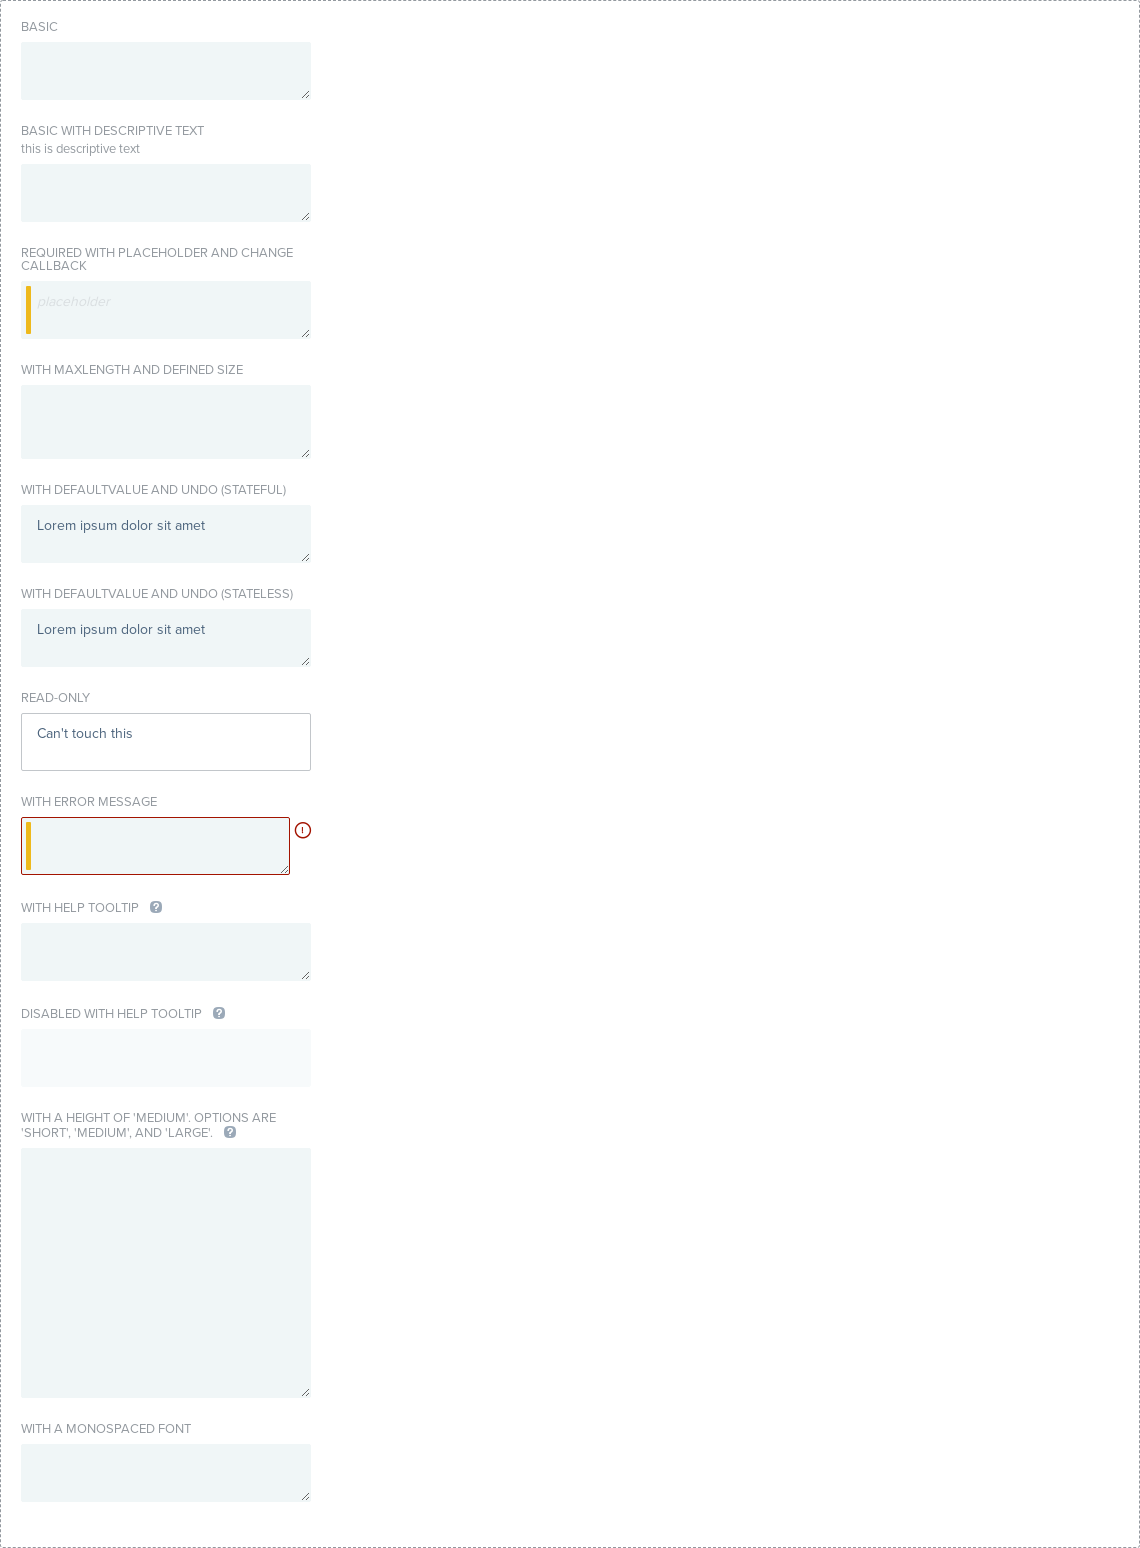 BASIC
BASIC WITH DESCRIPTIVE TEXT
this is descriptive text
REQUIRED WITH PLACEHOLDER AND CHANGE
CALLBACK
placeholder
WITH MAXLENGTH AND DEFINED SIZE
WITH DEFAULTVALUE AND UNDO (STATEFUL)
Lorem ipsum dolor sit amet
WITH DEFAULTVALUE AND UNDO (STATELESS)
Lorem ipsum dolor sit amet
READ-ONLY
Can't touch this
WITH ERROR MESSAGE
WITH HELP TOOLTIP
DISABLED WITH HELP TOOLTIP
WITH A HEIGHT OF 'MEDIUM'. OPTIONS ARE
'SHORT', 'MEDIUM', AND 'LARGE'.
WITH A MONOSPACED FONT